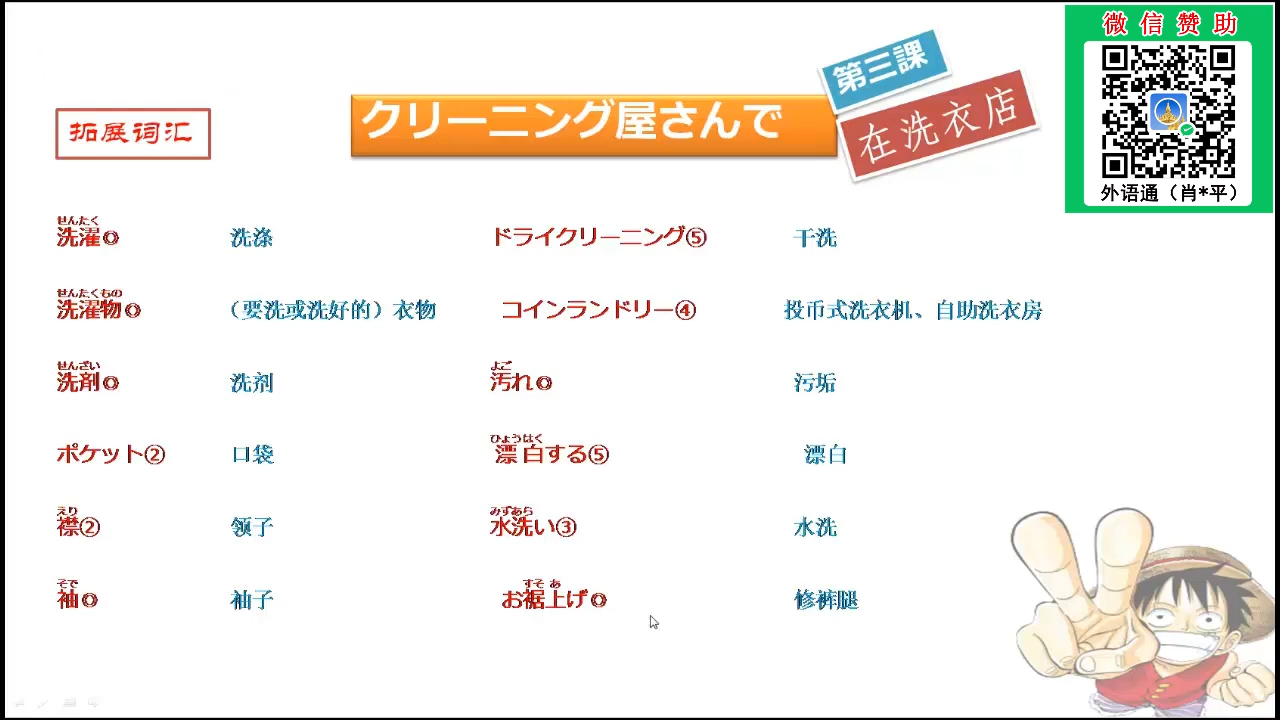 微信赞助
第三課
クリーニング屋さんで
在洗衣店
拓展词汇
外语通（肖*平）
せんたく
洗濯◎ 洗涤 ドライクリーニング⑤ 干洗
せんたくもの
洗濯物◎ （要洗或洗好的）衣物 コインランドリー④ 投币式洗衣机、自助洗衣房
せんざい よご
洗剤◎ 洗剂 汚れ◎ 污垢
ひょうはく
ポケット② 口袋 漂白する⑤ 漂白
えり みずあら
襟② 领子 水洗い③ 水洗
そで すそ あ
袖◎ 袖子 お裾上げ◎ 修裤腿